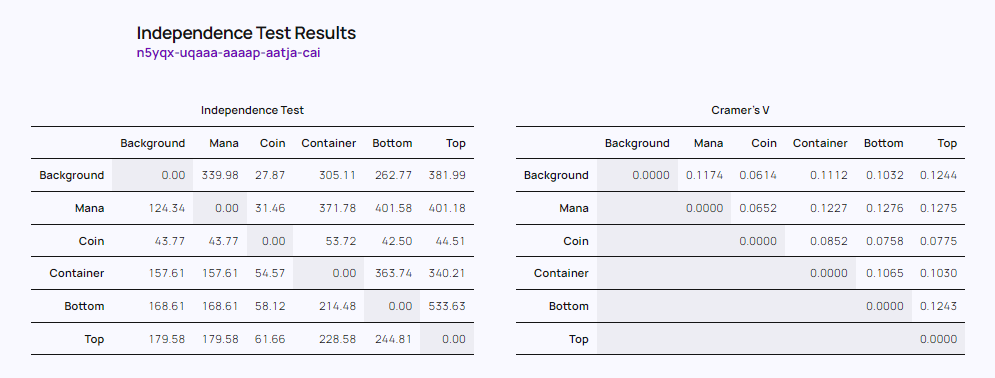 Independence Test Results
n5yqx-uqaaa-aaaap-aatja-cai
Independence Test
Background Mana Coin Container Bottom Top
Background 0.00 339.98 27.87 305.11 262.77 381.99
Mana 124.34 0.00 31.46 371.78 401.58 401.18
Coin 43.77 43.77 0.00 53.72 42.50 44.51
Container 157.61 157.61 54.57 0.00 363.74 340.21
Bottom 168.61 168.61 58.12 214.48 0.00 533.63
Top 179.58 179.58 61.66 228.58 244.81 0.00
Cramer's V
Background Mana Coin Container Bottom Top
Background 0.0000 0.1174 0.0614 0.1112 0.1032 0.1244
Mana 0.0000 0.0652 0.1227 0.1276 0.1275
Coin 0.0000 0.0852 0.0758 0.0775
Container 0.0000 0.1065 0.1030
Bottom 0.0000 0.1243
Top 0.0000